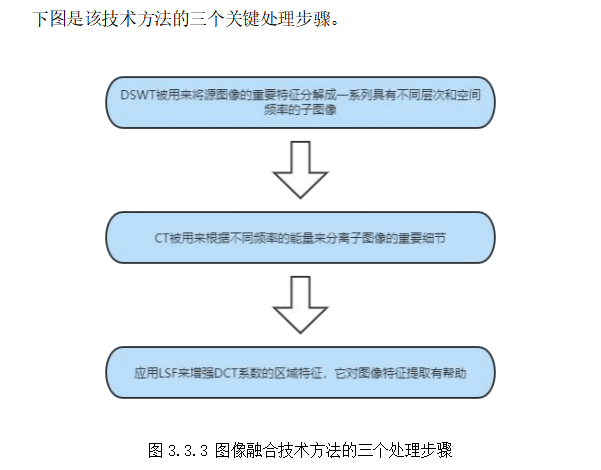 下图是该技术方法的三个关键处理步骤。
DSWT被用来将源图像的重要特征分解成一系列具有不同层次和空间
频率的子图像
CT被用来根据不同频率的能量来分离子图像的重要细节
应用LSF来增强DCT系数的区域特征，它对图像特征提取有帮助
图 3.3.3 图像融合技术方法的三个处理步骤